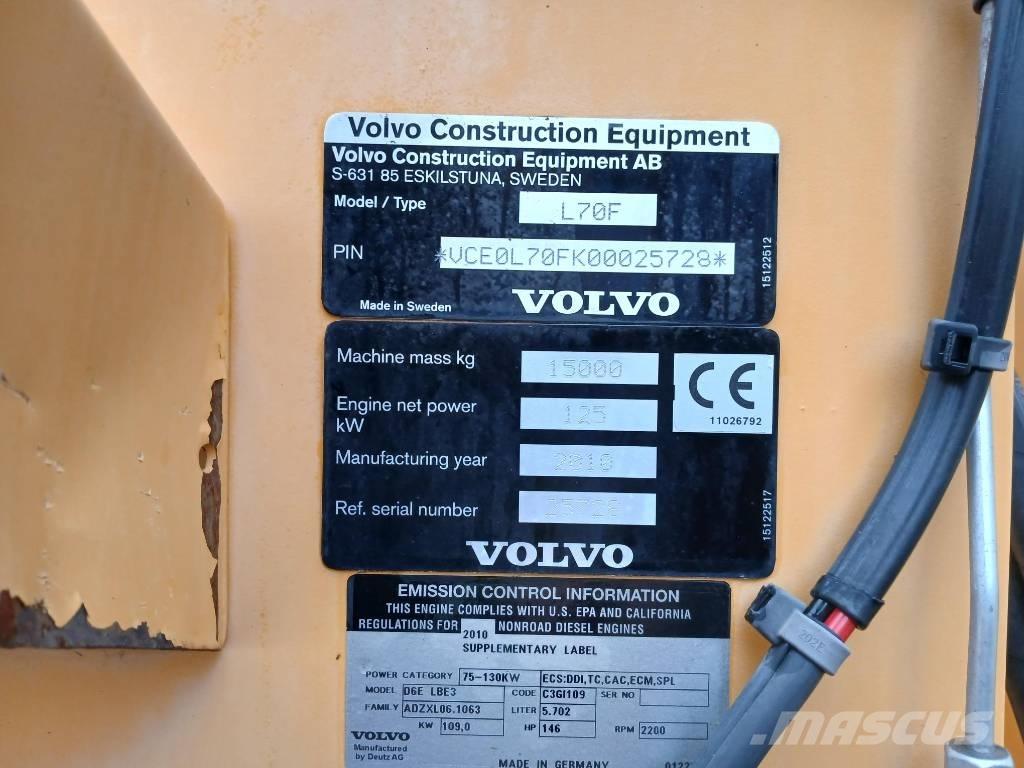 Volvo Construction Equipment
Volvo Construction Equipment AB
S-631 85 ESKILSTUNA, SWEDEN
Model / Type L70F
PIN *VCE0L70FK00025728*
Made in Sweden VOLVO
15122512
Machine mass kg 15000
Engine net power kW 125
CE
11026792
Manufacturing year 2010
Ref. serial number 25728
VOLVO
15122517
EMISSION CONTROL INFORMATION
THIS ENGINE COMPLIES WITH U.S. EPA AND CALIFORNIA
REGULATIONS FOR 2010 NONROAD DIESEL ENGINES
SUPPLEMENTARY LABEL
POWER CATEGORY 75-130KW ECS:DDI,TC,CAC,ECM,SPL
MODEL D6E LBE3 CODE C3GI109 SER NO
FAMILY ADZXL06.1063 LITER 5.702
KW 109,0 HP 146 RPM 2200
VOLVO
Manufactured
by Deutz AG
MADE IN GERMANY 0122
202E
MASCUS